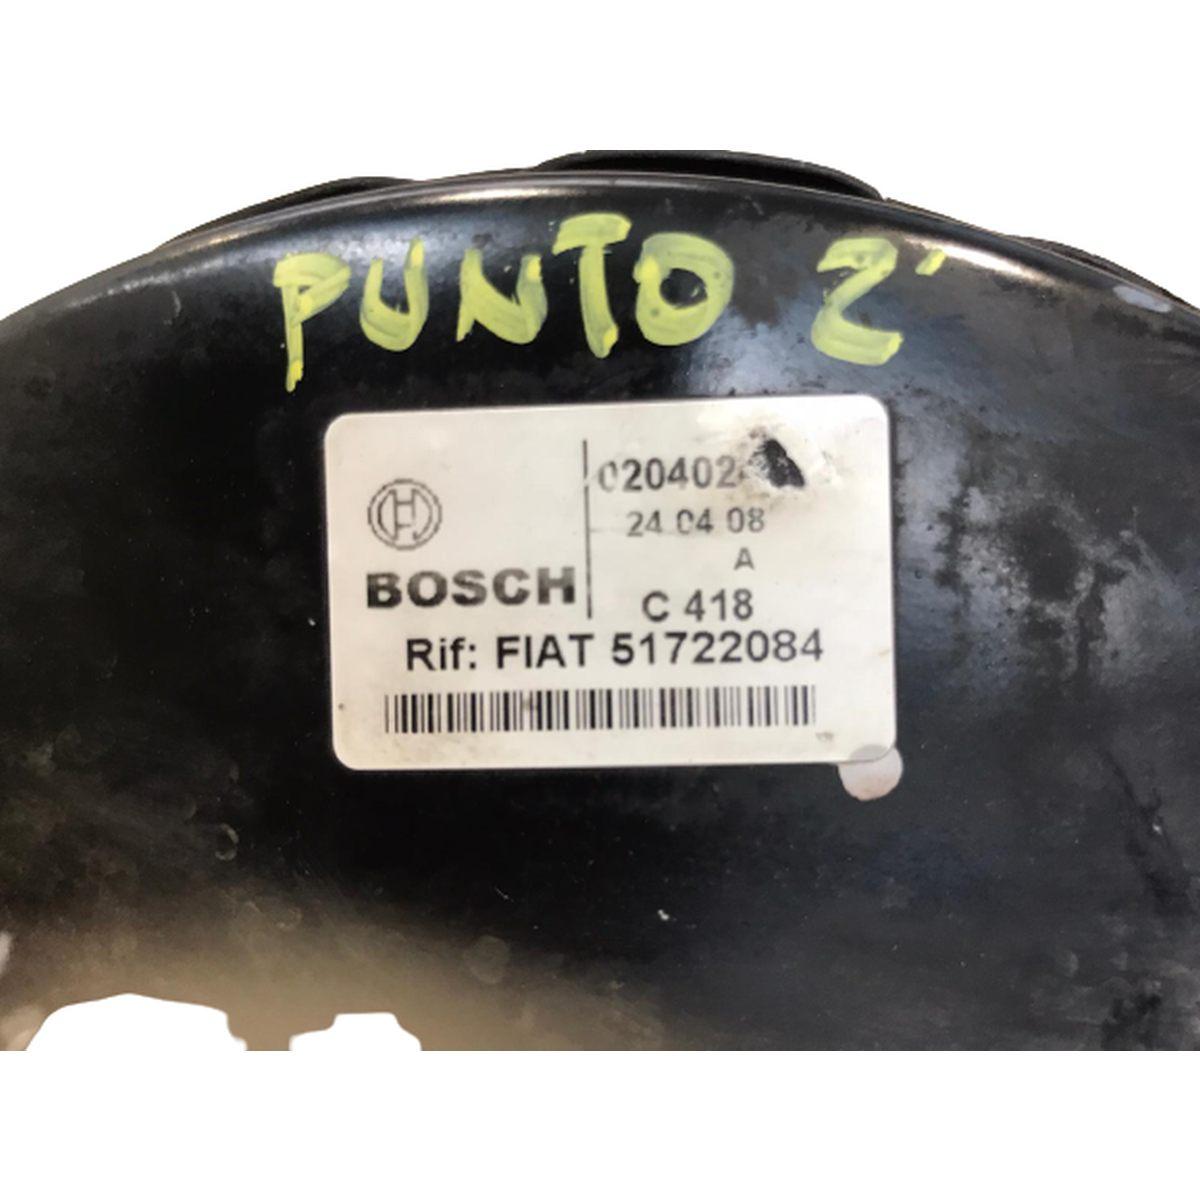 PUNTO 2'
24 04 08
A
BOSCH
C 418
Rif: FIAT 51722084